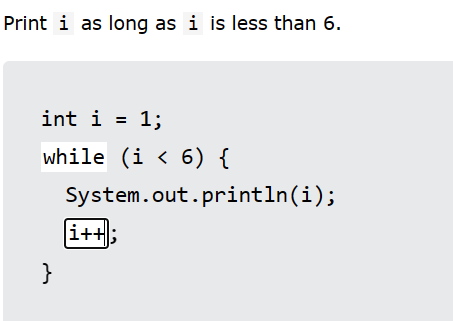 Print i as long as i is less than 6.
int i = 1;
while (i < 6) {
System.out.println(i);
i++;
}